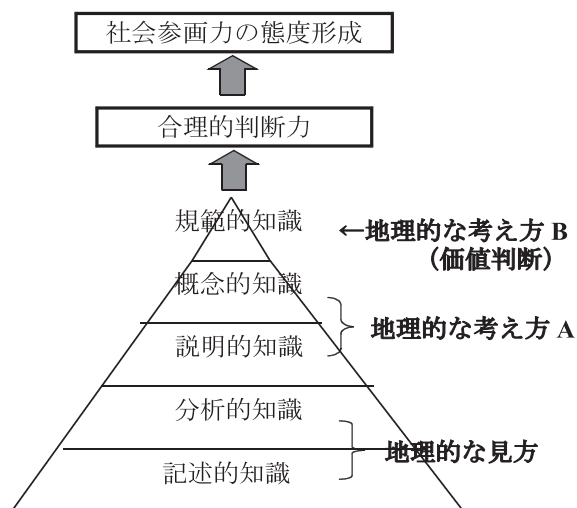 社会参画力の態度形成
合理的判断力
規範的知識
←地理的な考え方 B
（価値判断）
概念的知識
地理的な考え方 A
説明的知識
分析的知識
地理的な見方
記述的知識